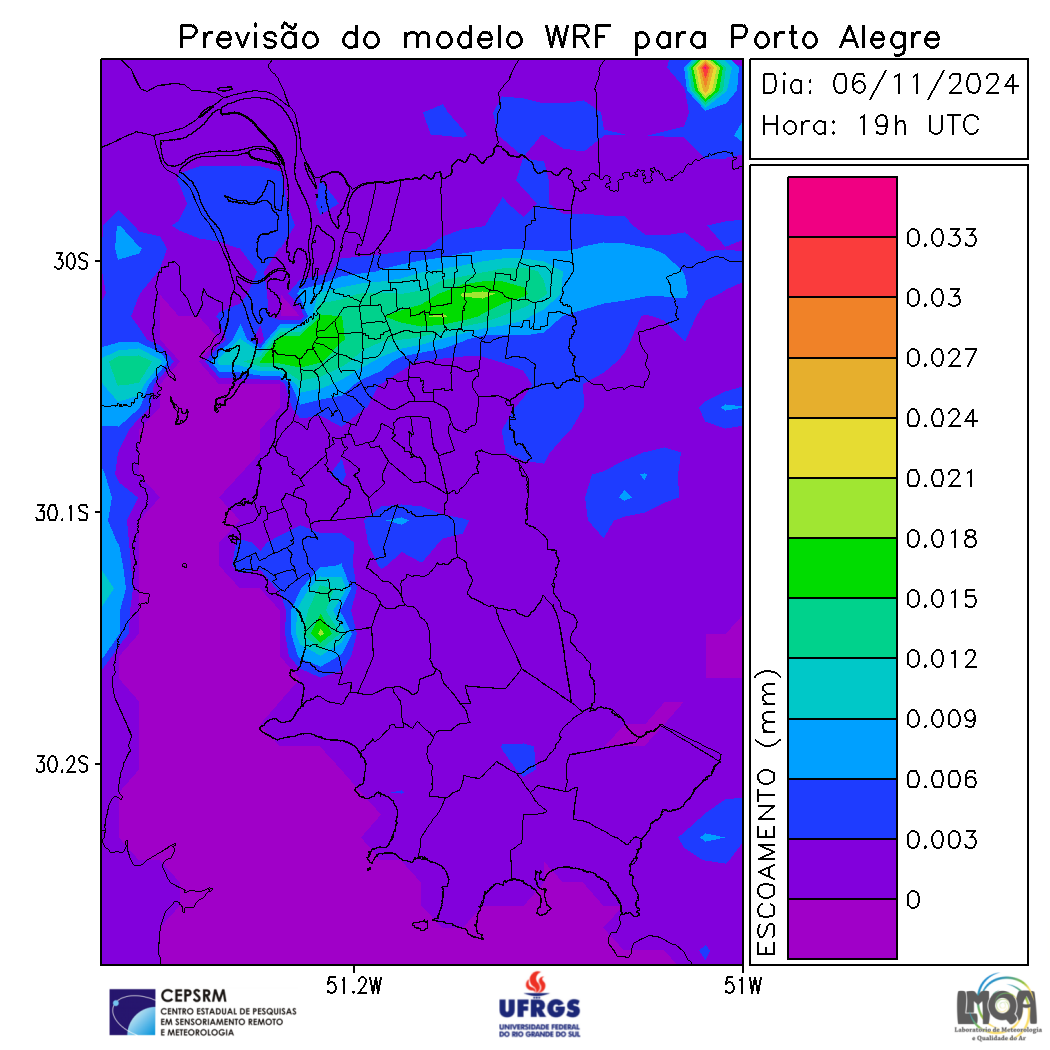 Previsão do modelo WRF para Porto Alegre
Dia: 06/11/2024
Hora: 19h UTC
30S
30.1S
30.2S
51.2W
51W
ESCOAMENTO (mm)
0.033
0.03
0.027
0.024
0.021
0.018
0.015
0.012
0.009
0.006
0.003
0
CEPSRM
CENTRO ESTADUAL DE PESQUISAS
EM SENSORIAMENTO REMOTO
E METEOROLOGIA
UFRGS
UNIVERSIDADE FEDERAL
DO RIO GRANDE DO SUL
LMQA
Laboratório de Meteorologia
e Qualidade do Ar